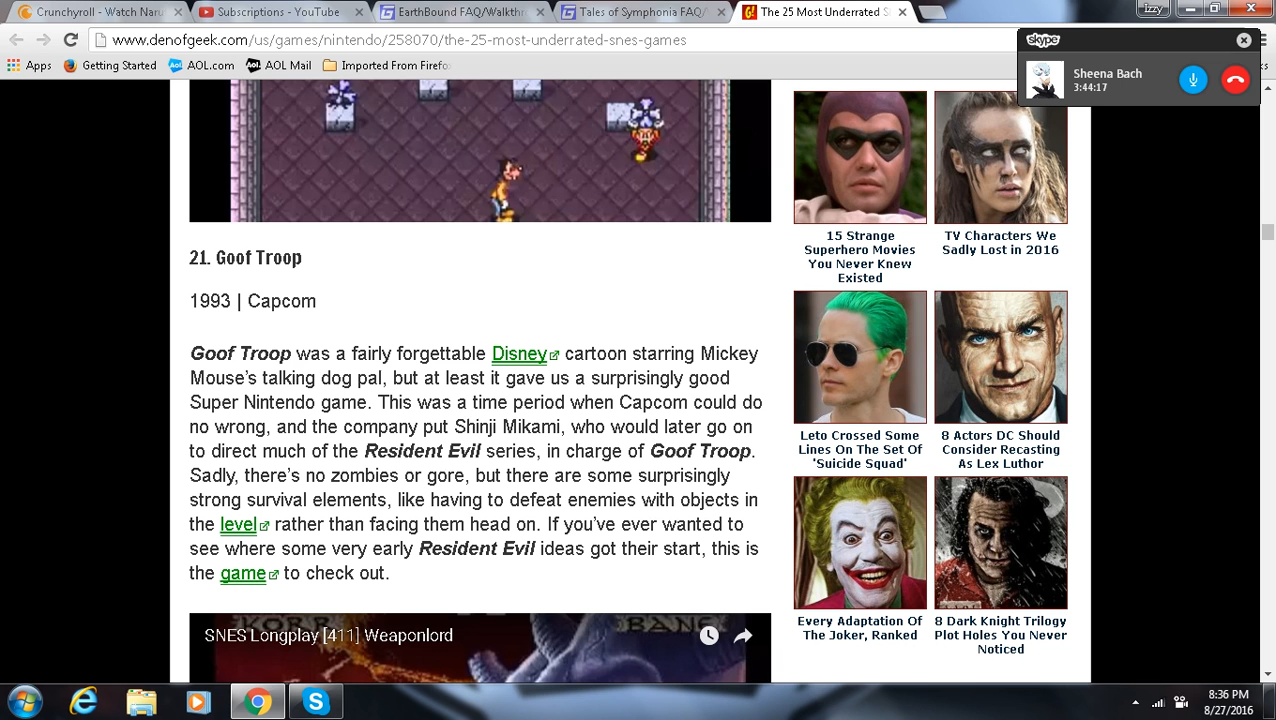 Crunchyroll - Watch Naru
Subscriptions - YouTube
EarthBound FAQ/Walkthr
Tales of Symphonia FAQ/
The 25 Most Underrated S
Izzy
www.denofgeek.com/us/games/nintendo/258070/the-25-most-underrated-snes-games
Apps
Getting Started
AOL.com
AOL Mail
Imported From Firefo
skype
Sheena Bach
3:44:17
21. Goof Troop
1993 | Capcom
Goof Troop was a fairly forgettable Disney cartoon starring Mickey
Mouse's talking dog pal, but at least it gave us a surprisingly good
Super Nintendo game. This was a time period when Capcom could do
no wrong, and the company put Shinji Mikami, who would later go on
to direct much of the Resident Evil series, in charge of Goof Troop.
Sadly, there's no zombies or gore, but there are some surprisingly
strong survival elements, like having to defeat enemies with objects in
the level rather than facing them head on. If you've ever wanted to
see where some very early Resident Evil ideas got their start, this is
the game to check out.
SNES Longplay [411] Weaponlord
BANG
15 Strange
Superhero Movies
You Never Knew
Existed
TV Characters We
Sadly Lost in 2016
Leto Crossed Some
Lines On The Set Of
'Suicide Squad'
8 Actors DC Should
Consider Recasting
As Lex Luthor
Every Adaptation Of
The Joker, Ranked
8 Dark Knight Trilogy
Plot Holes You Never
Noticed
8:36 PM
8/27/2016